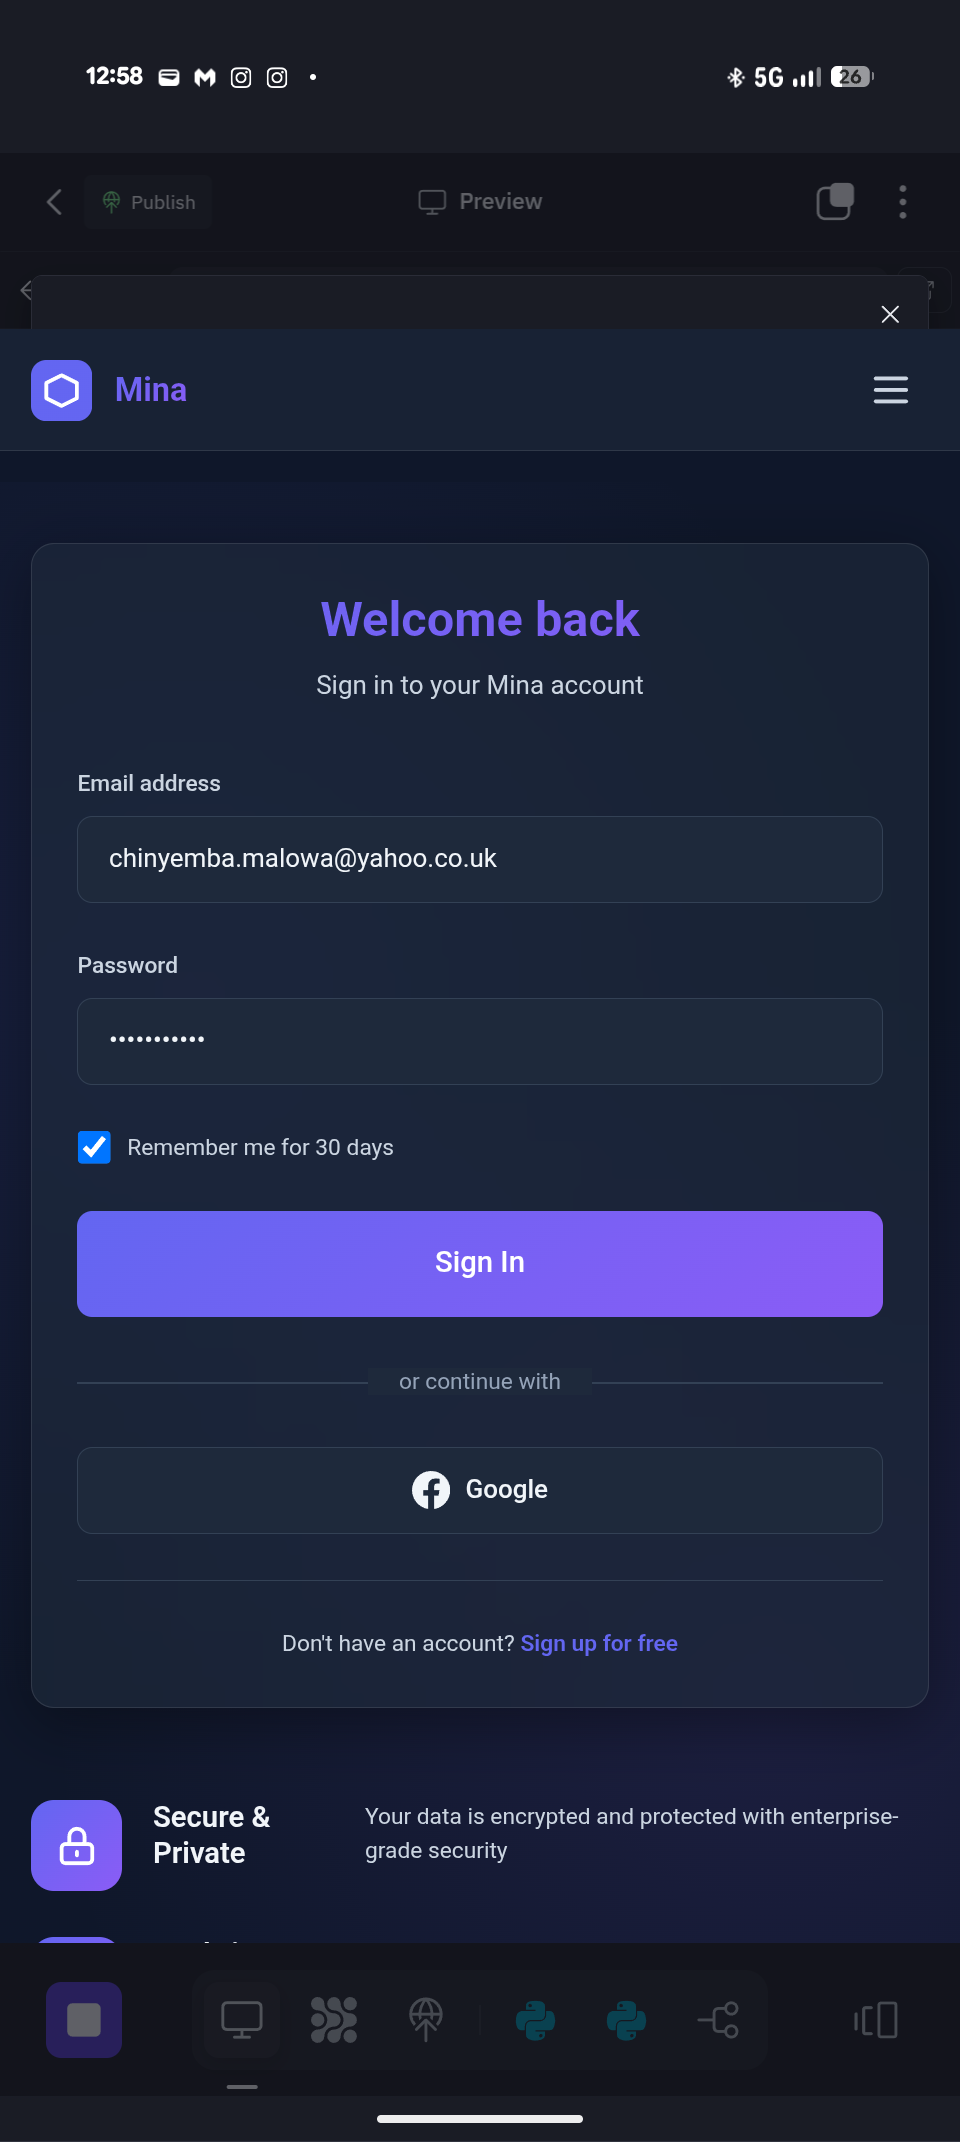 12:58
5G
26
Publish
Preview
Mina
Welcome back
Sign in to your Mina account
Email address
chinyemba.malowa@yahoo.co.uk
Password
•••••••••••
Remember me for 30 days
Sign In
or continue with
Google
Don't have an account? Sign up for free
Secure &
Private
Your data is encrypted and protected with enterprise-
grade security